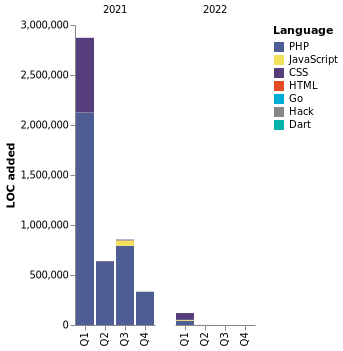 2021
2022
Language
PHP
JavaScript
CSS
HTML
Go
Hack
Dart
LOC added
3,000,000
2,500,000
2,000,000
1,500,000
1,000,000
500,000
0
Q1
Q2
Q3
Q4
Q1
Q2
Q3
Q4